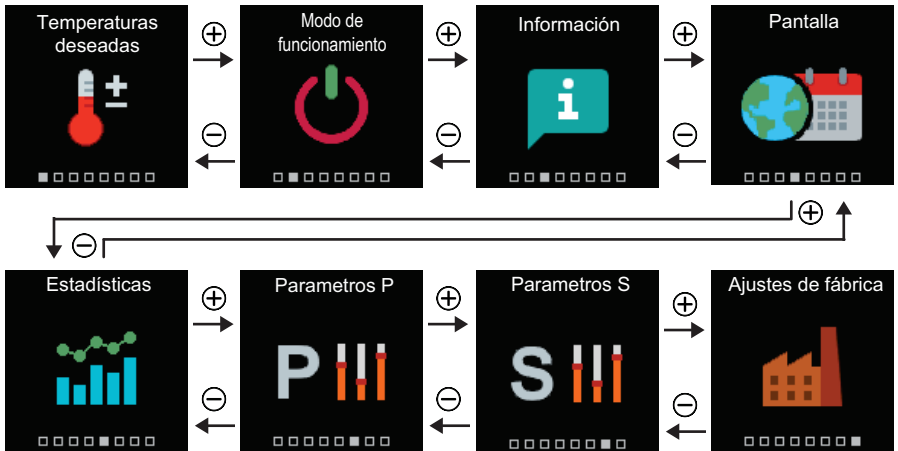 Temperaturas
deseadas
Modo de
funcionamiento
Información
Pantalla
+
+
+
-
-
-
i
+
-
Estadísticas
Parametros P
Parametros S
Ajustes de fábrica
+
+
+
P
S
-
-
-